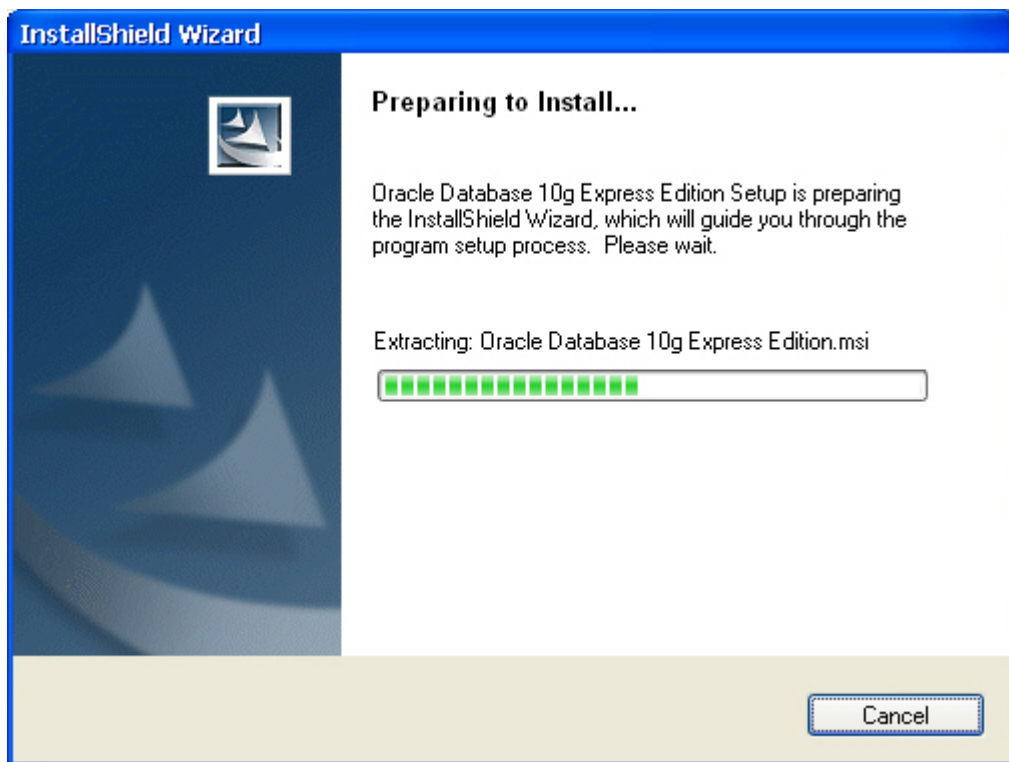 InstallShield Wizard
Preparing to Install...
Oracle Database 10g Express Edition Setup is preparing
the InstallShield Wizard, which will guide you through the
program setup process.  Please wait.
Extracting: Oracle Database 10g Express Edition.msi
Cancel